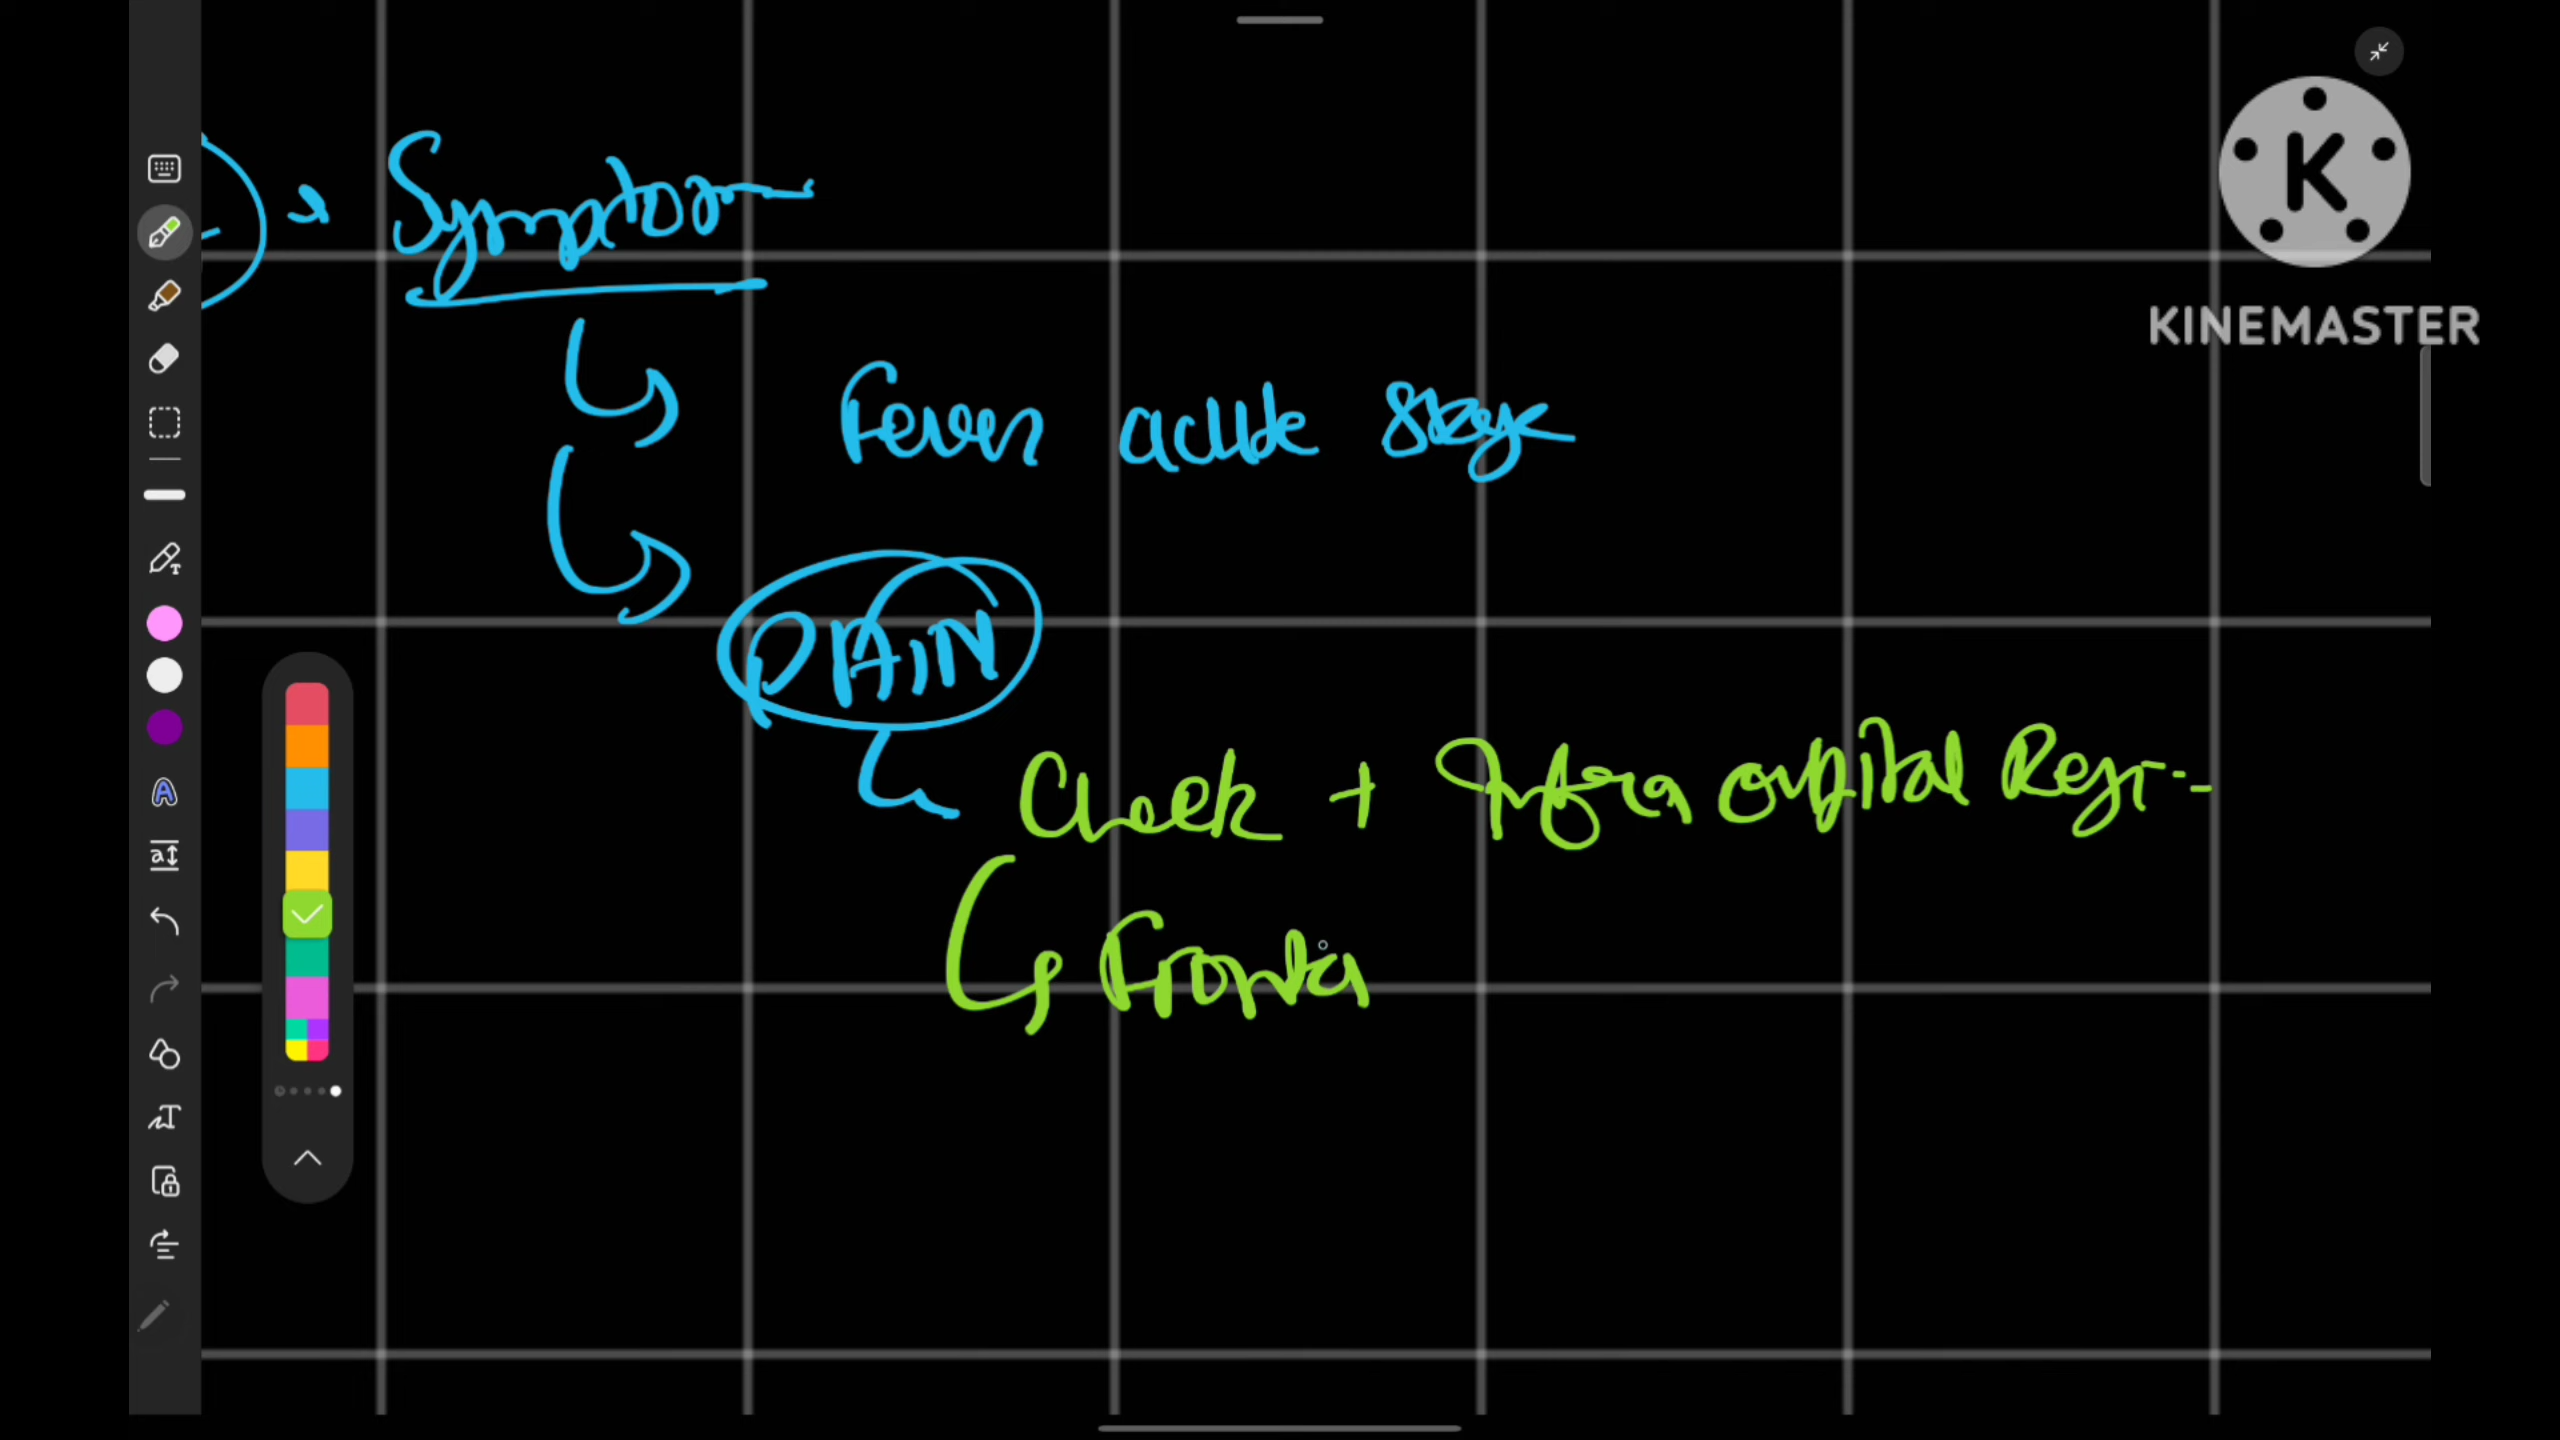 Symptom
KINEMASTER
Fever acute stage
PAIN
Cheek + Infra orbital Regi--
Fronta